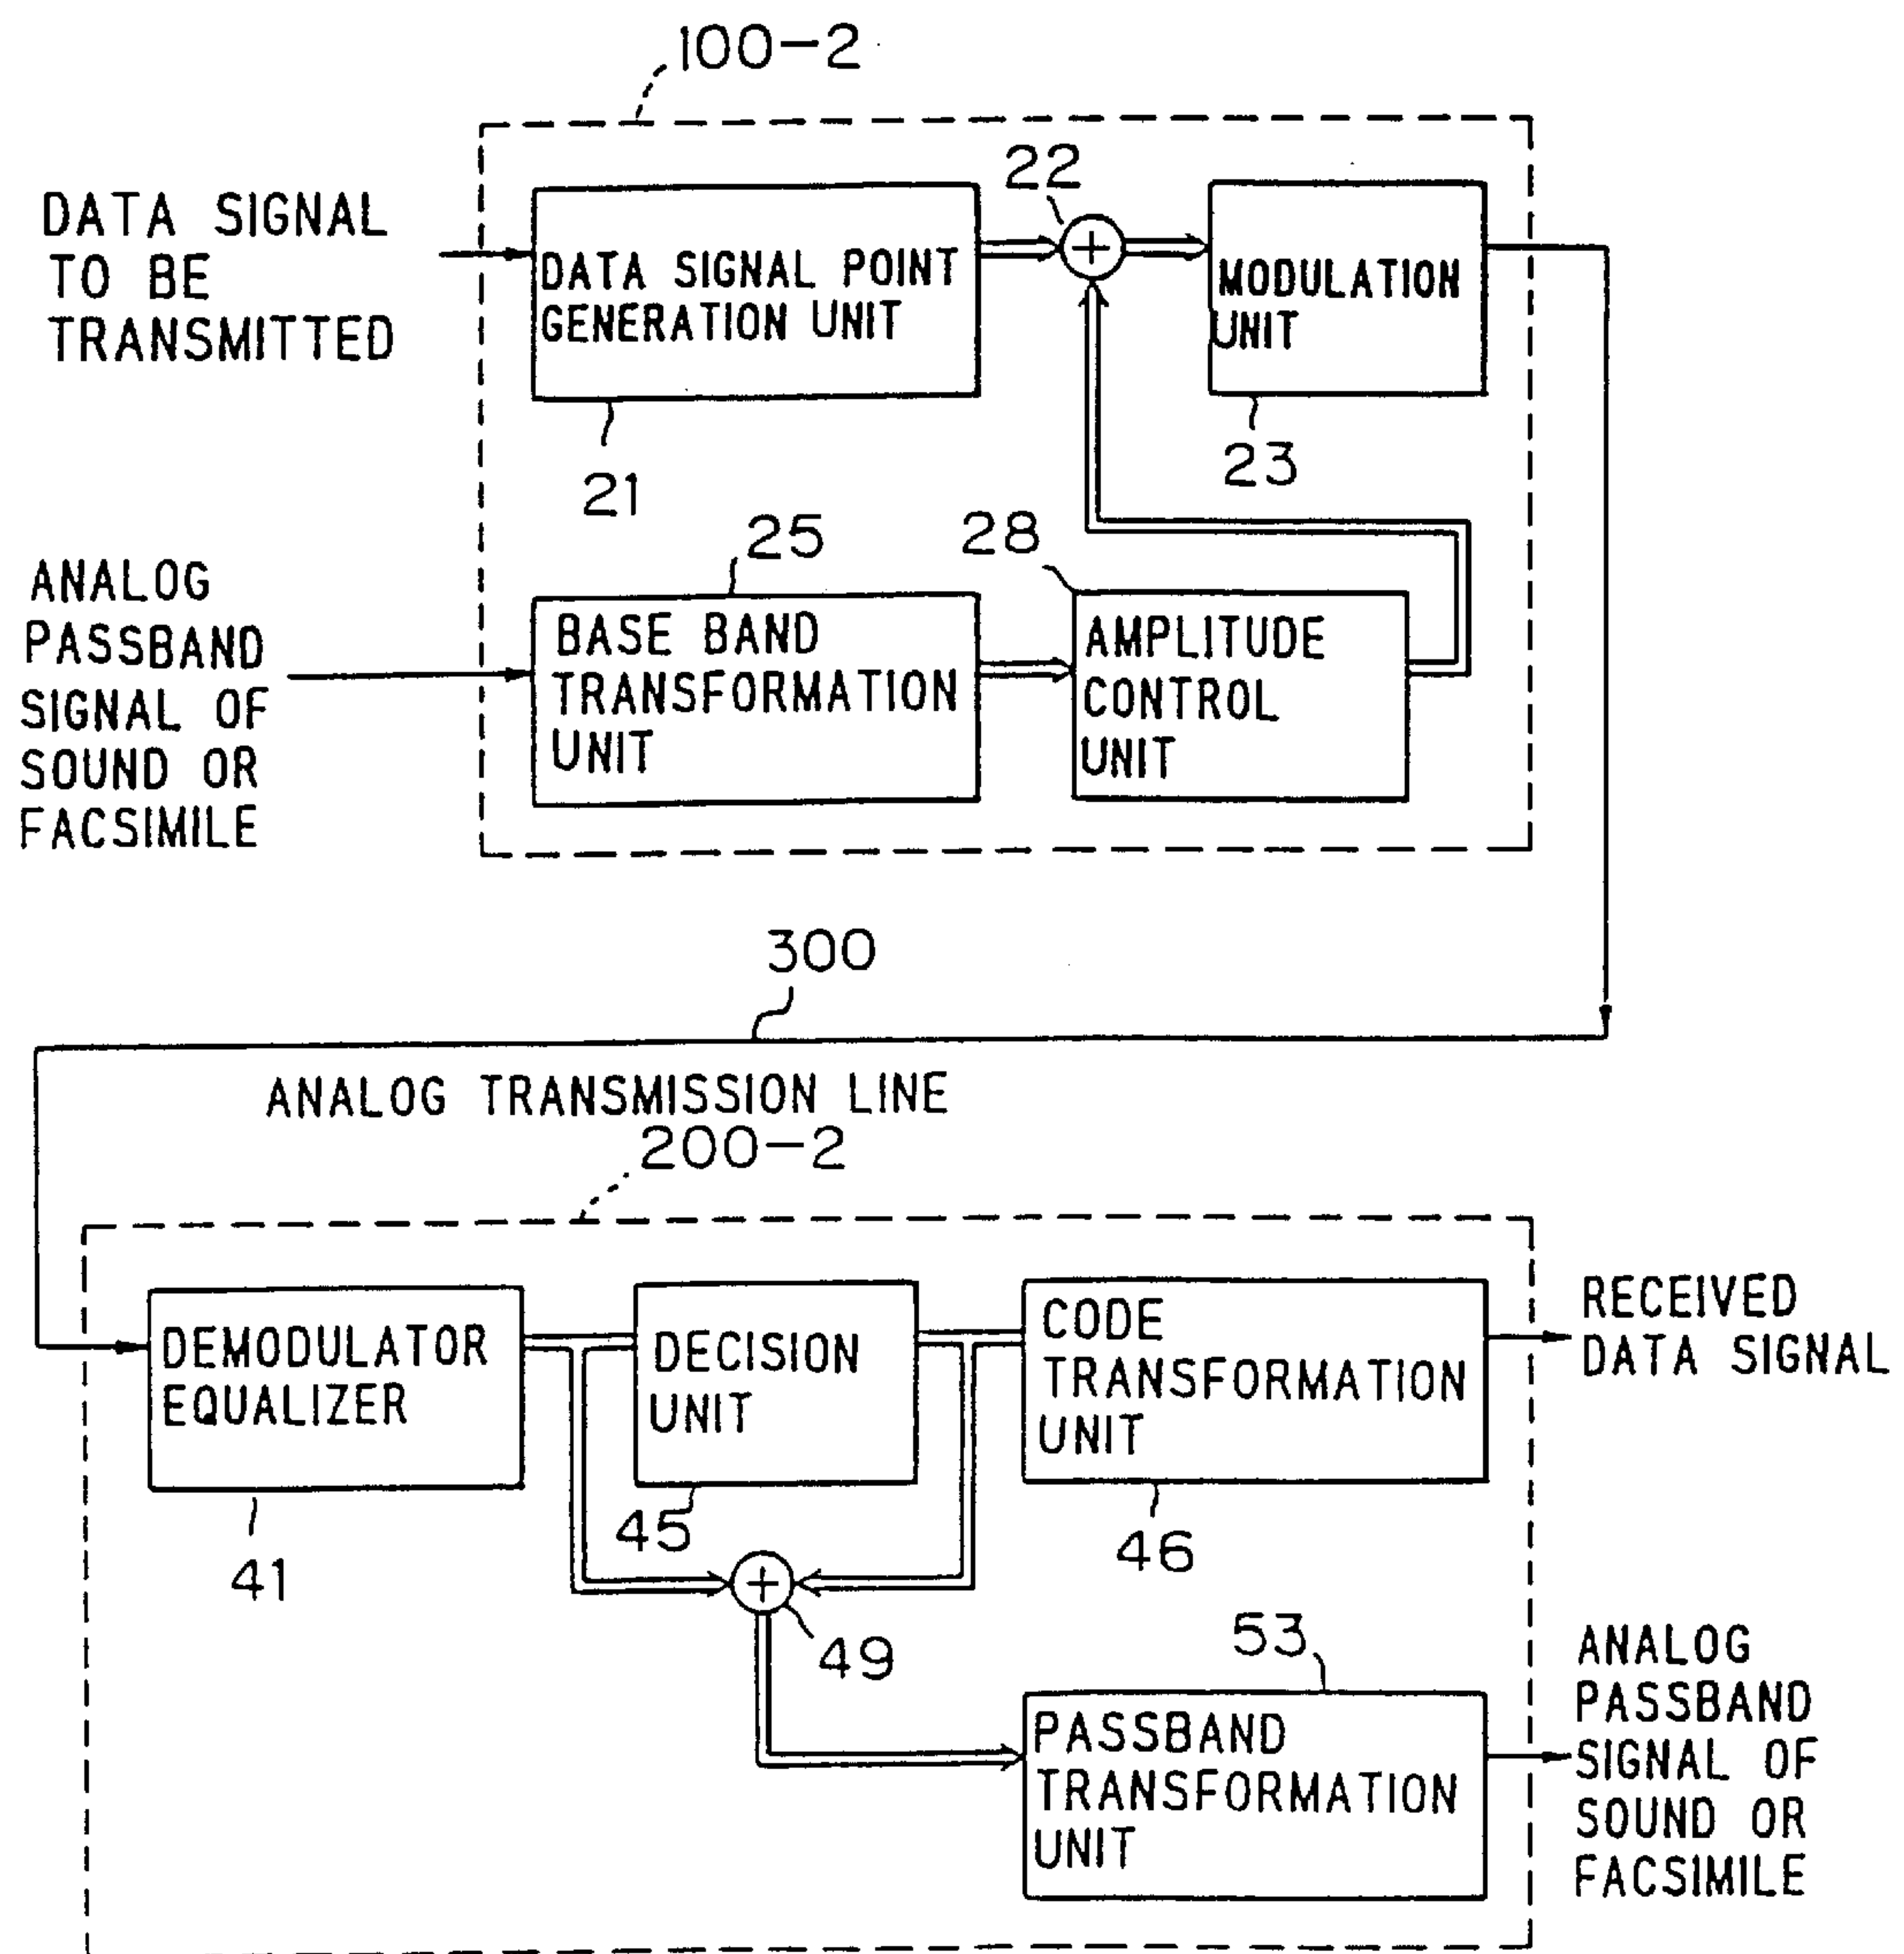 100-2
DATA SIGNAL
TO BE
TRANSMITTED
DATA SIGNAL POINT
GENERATION UNIT
21
22
+
MODULATION
UNIT
23
ANALOG
PASSBAND
SIGNAL OF
SOUND OR
FACSIMILE
25
BASE BAND
TRANSFORMATION
UNIT
28
AMPLITUDE
CONTROL
UNIT
300
ANALOG TRANSMISSION LINE
200-2
DEMODULATOR
EQUALIZER
41
DECISION
UNIT
45
CODE
TRANSFORMATION
UNIT
46
RECEIVED
DATA SIGNAL
+
49
53
PASSBAND
TRANSFORMATION
UNIT
ANALOG
PASSBAND
SIGNAL OF
SOUND OR
FACSIMILE